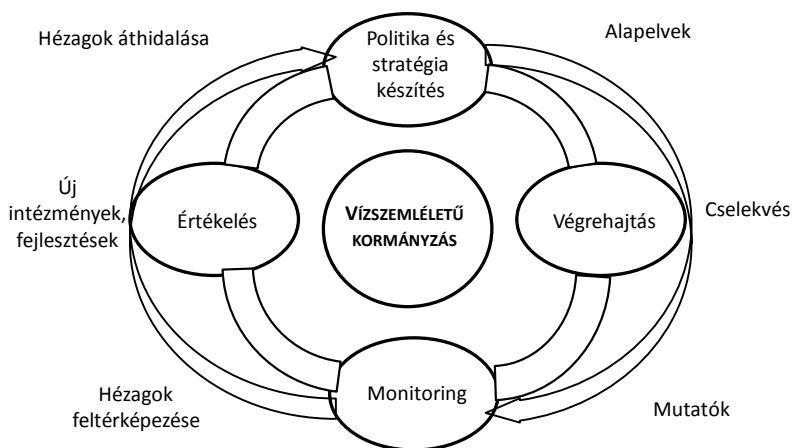 Hézagok áthidalása
Politika és
stratégia
készítés
Alapelvek
Új
intézmények,
fejlesztések
Értékelés
VÍZSZEMLÉLETŰ
KORMÁNYZÁS
Végrehajtás
Cselekvés
Hézagok
feltérképezése
Monitoring
Mutatók